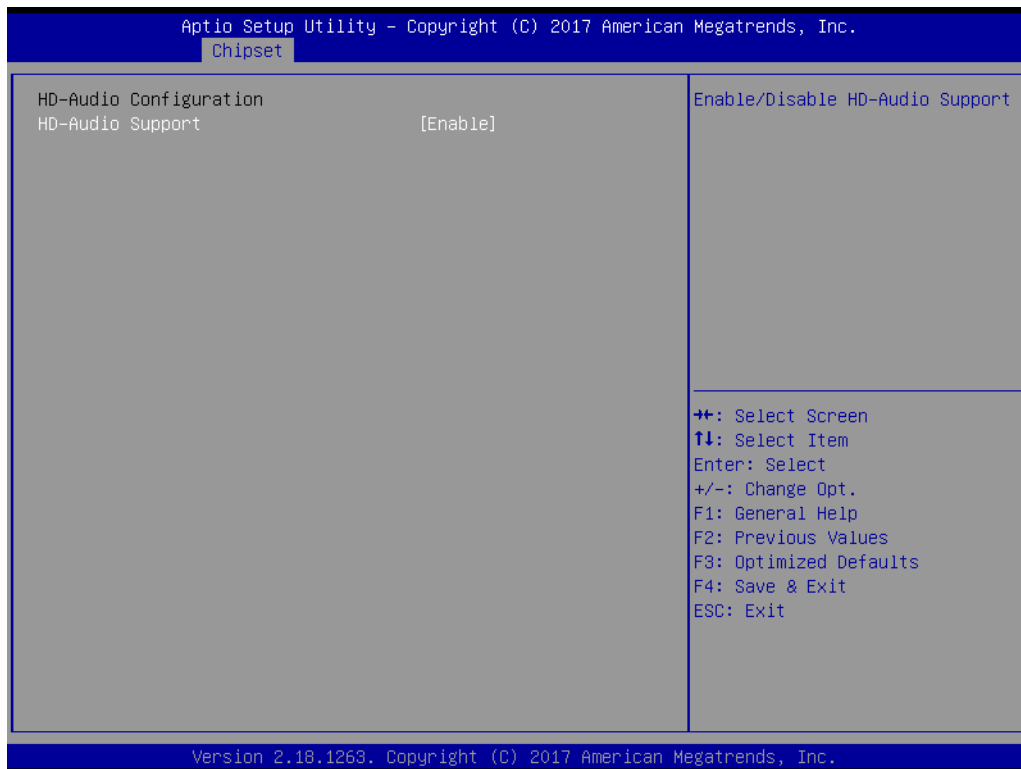 Aptio Setup Utility – Copyright (C) 2017 American Megatrends, Inc.
Chipset
HD-Audio Configuration
HD-Audio Support [Enable]
Enable/Disable HD-Audio Support
→←: Select Screen
↑↓: Select Item
Enter: Select
+/-: Change Opt.
F1: General Help
F2: Previous Values
F3: Optimized Defaults
F4: Save & Exit
ESC: Exit
Version 2.18.1263. Copyright (C) 2017 American Megatrends, Inc.